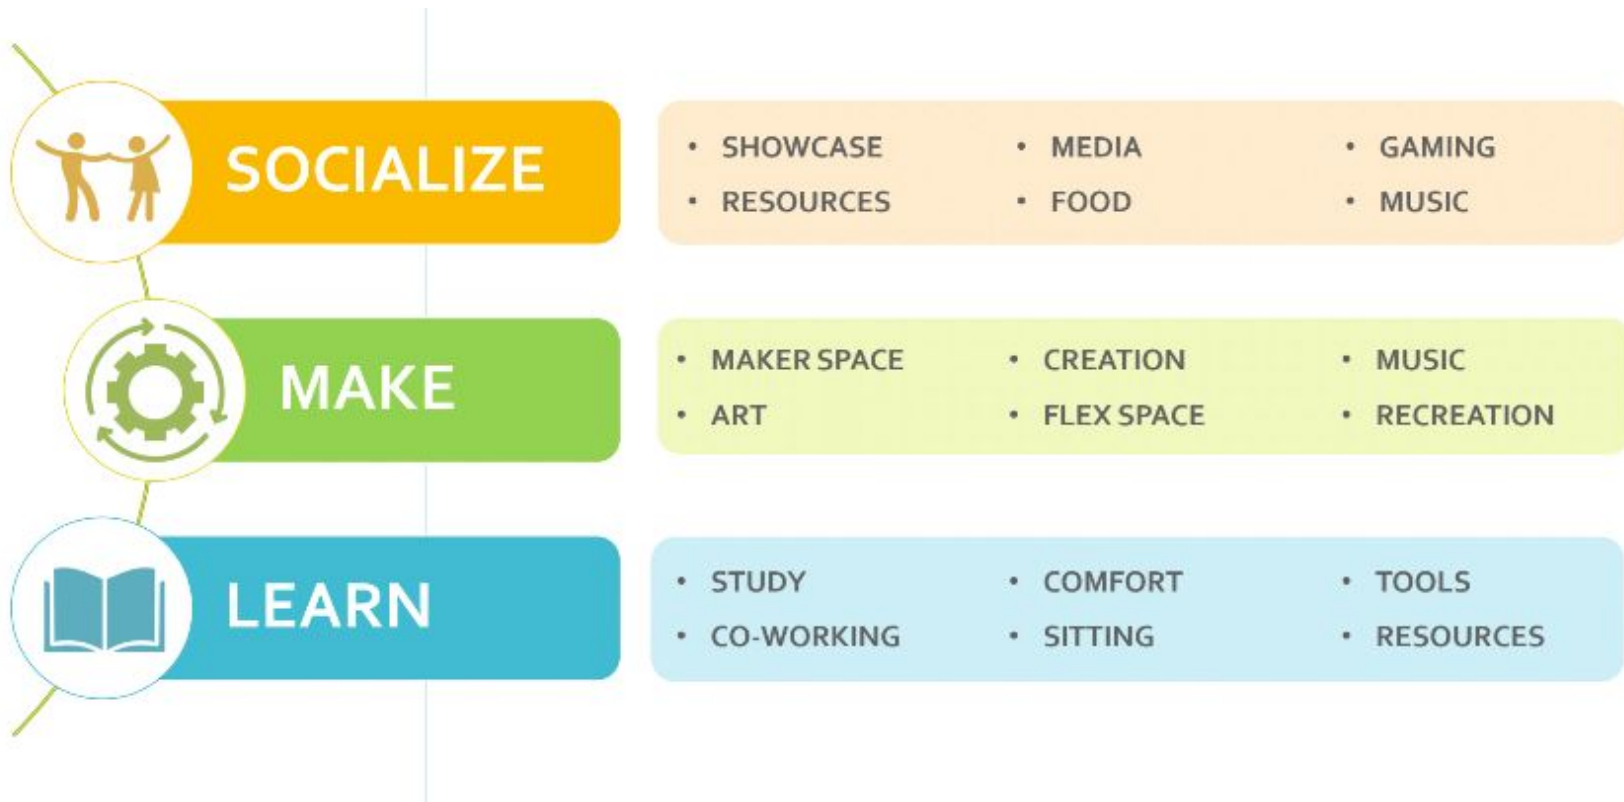 SOCIALIZE
• SHOWCASE • MEDIA • GAMING
• RESOURCES • FOOD • MUSIC
MAKE
• MAKER SPACE • CREATION • MUSIC
• ART • FLEX SPACE • RECREATION
LEARN
• STUDY • COMFORT • TOOLS
• CO-WORKING • SITTING • RESOURCES